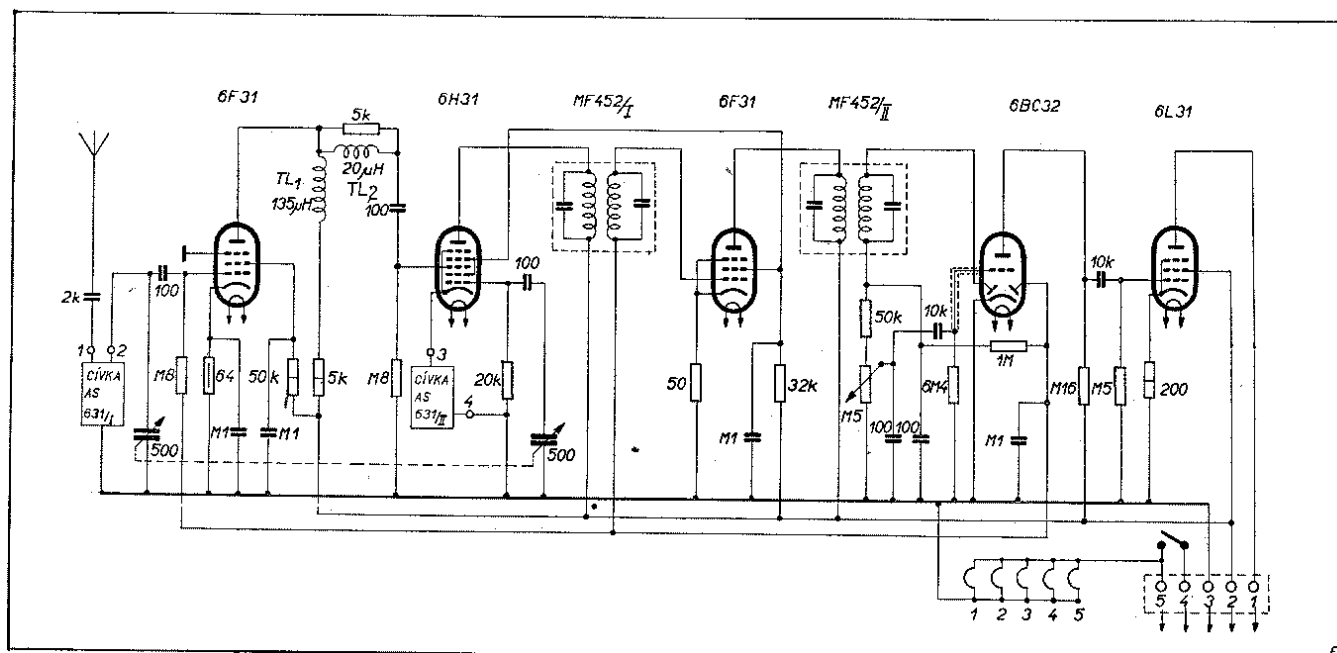 6F31
6H31
MF452/I
6F31
MF452/II
6BC32
6L31
5k
20μH
TL2
TL1
135μH
100
100
2k
100
1
2
CÍVKA
AS
631/I
M8
64
50k
5k
M1
M1
500
M8
3
CÍVKA
AS
631/II
4
20k
500
50
M1
32k
50k
M5
10k
100
100
6M4
1M
M1
M16
10k
M5
200
1
2
3
4
5
5
4
3
2
1